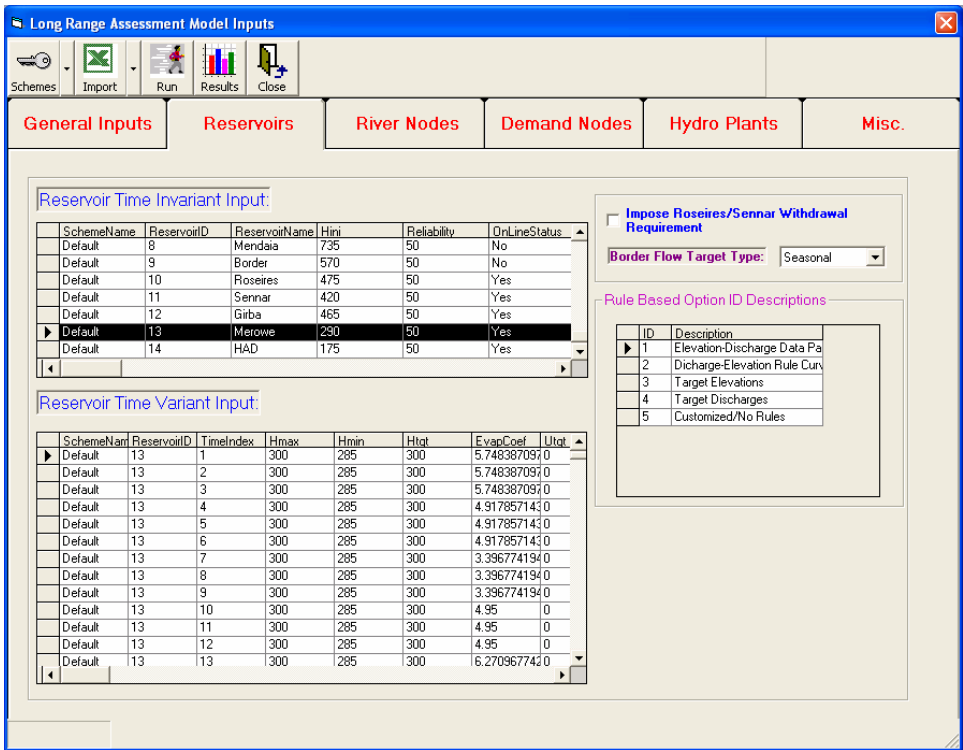 Long Range Assessment Model Inputs
Schemes Import Run Results Close
General Inputs Reservoirs River Nodes Demand Nodes Hydro Plants Misc.
Reservoir Time Invariant Input:
SchemeName ReservoirID ReservoirName Hini Reliability OnLineStatus
Default 8 Mendaia 735 50 No
Default 9 Border 570 50 No
Default 10 Roseires 475 50 Yes
Default 11 Sennar 420 50 Yes
Default 12 Girba 465 50 Yes
Default 13 Merowe 290 50 Yes
Default 14 HAD 175 50 Yes
Reservoir Time Variant Input:
SchemeNam ReservoirID TimeIndex Hmax Hmin Htgt EvapCoef Utgt
Default 13 1 300 285 300 5.748387097 0
Default 13 2 300 285 300 5.748387097 0
Default 13 3 300 285 300 5.748387097 0
Default 13 4 300 285 300 4.917857143 0
Default 13 5 300 285 300 4.917857143 0
Default 13 6 300 285 300 4.917857143 0
Default 13 7 300 285 300 3.396774194 0
Default 13 8 300 285 300 3.396774194 0
Default 13 9 300 285 300 3.396774194 0
Default 13 10 300 285 300 4.95 0
Default 13 11 300 285 300 4.95 0
Default 13 12 300 285 300 4.95 0
Default 13 13 300 285 300 6.270967742 0
Impose Roseires/Sennar Withdrawal
Requirement
Border Flow Target Type: Seasonal
Rule Based Option ID Descriptions
ID Description
1 Elevation-Discharge Data Pa
2 Dicharge-Elevation Rule Curv
3 Target Elevations
4 Target Discharges
5 Customized/No Rules